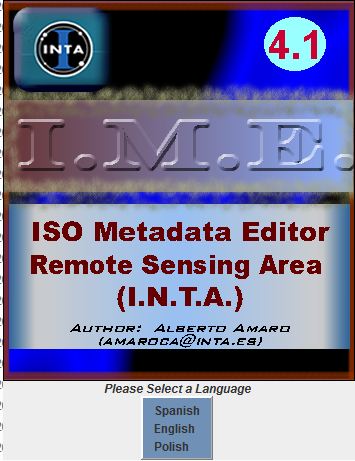 INTA
4.1
I.M.E.
ISO Metadata Editor
Remote Sensing Area
(I.N.T.A.)
Author: Alberto Amaro
(amaroca@inta.es)
Please Select a Language
Spanish
English
Polish